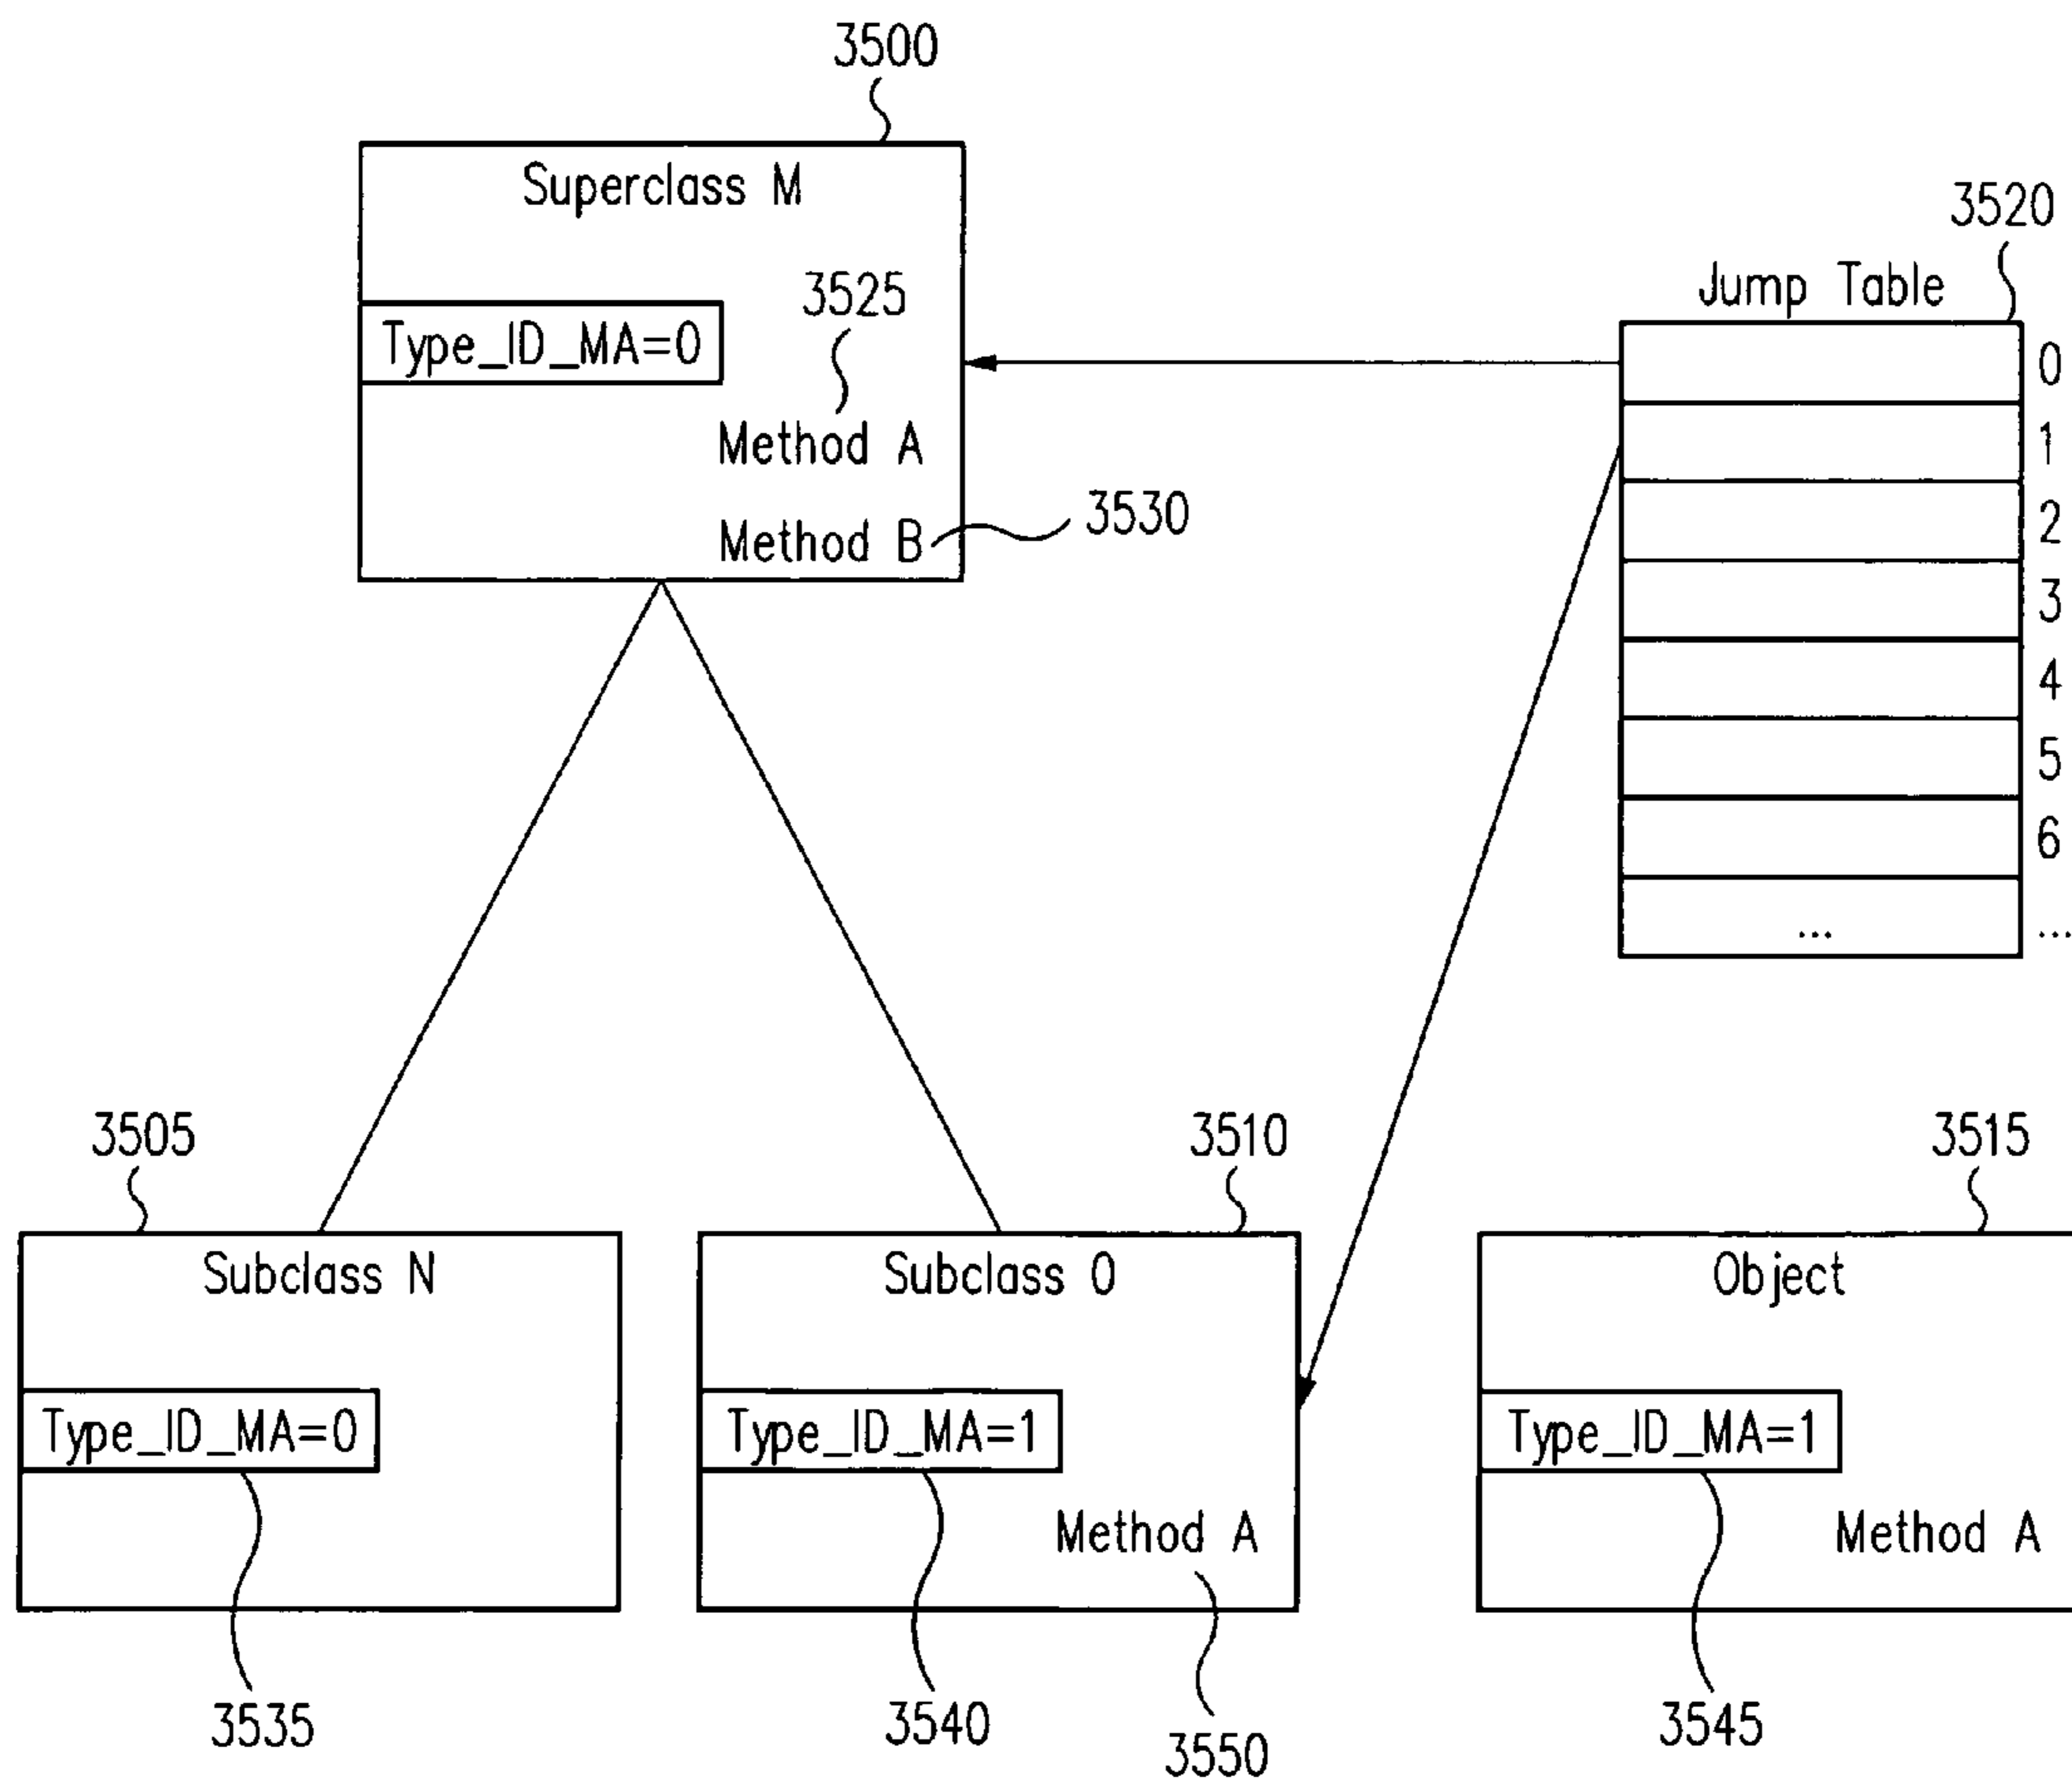 3500
Superclass M
3520
3525
Jump Table
Type_ID_MA=0
0
Method A
1
Method B
3530
2
3
4
5
6
...
...
3505
3510
3515
Subclass N
Subclass O
Object
Type_ID_MA=0
Type_ID_MA=1
Type_ID_MA=1
Method A
Method A
3535
3540
3550
3545